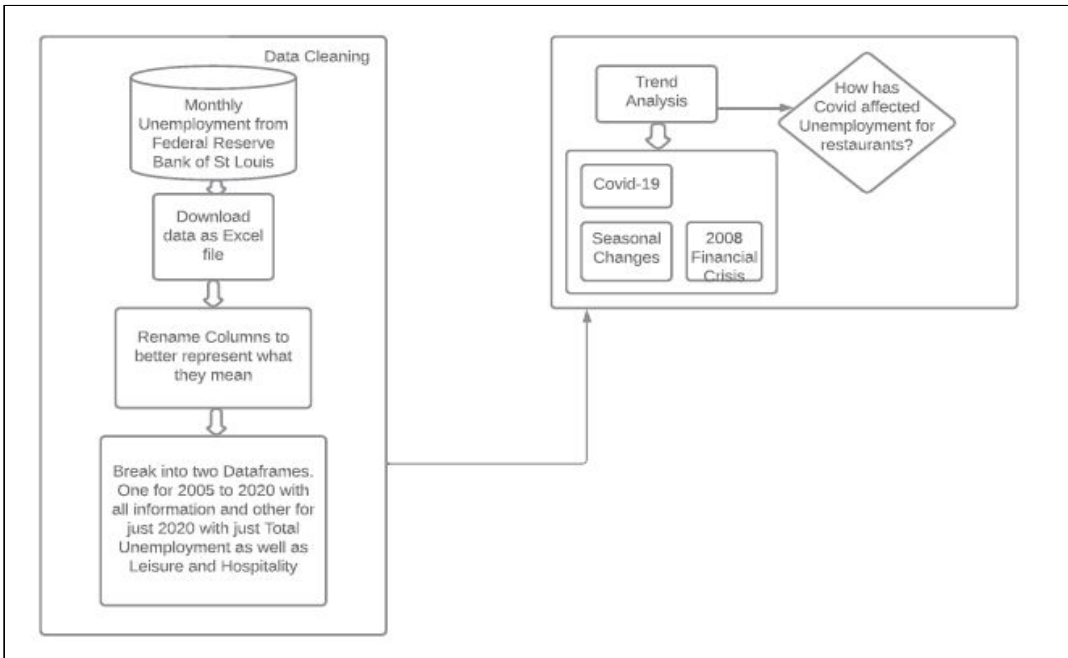 Data Cleaning
Monthly
Unemployment from
Federal Reserve
Bank of St Louis
Download
data as Excel
file
Rename Columns to
better represent what
they mean
Break into two Dataframes.
One for 2005 to 2020 with
all information and other for
just 2020 with just Total
Unemployment as well as
Leisure and Hospitality
Trend
Analysis
How has
Covid affected
Unemployment for
restaurants?
Covid-19
Seasonal
Changes
2008
Financial
Crisis